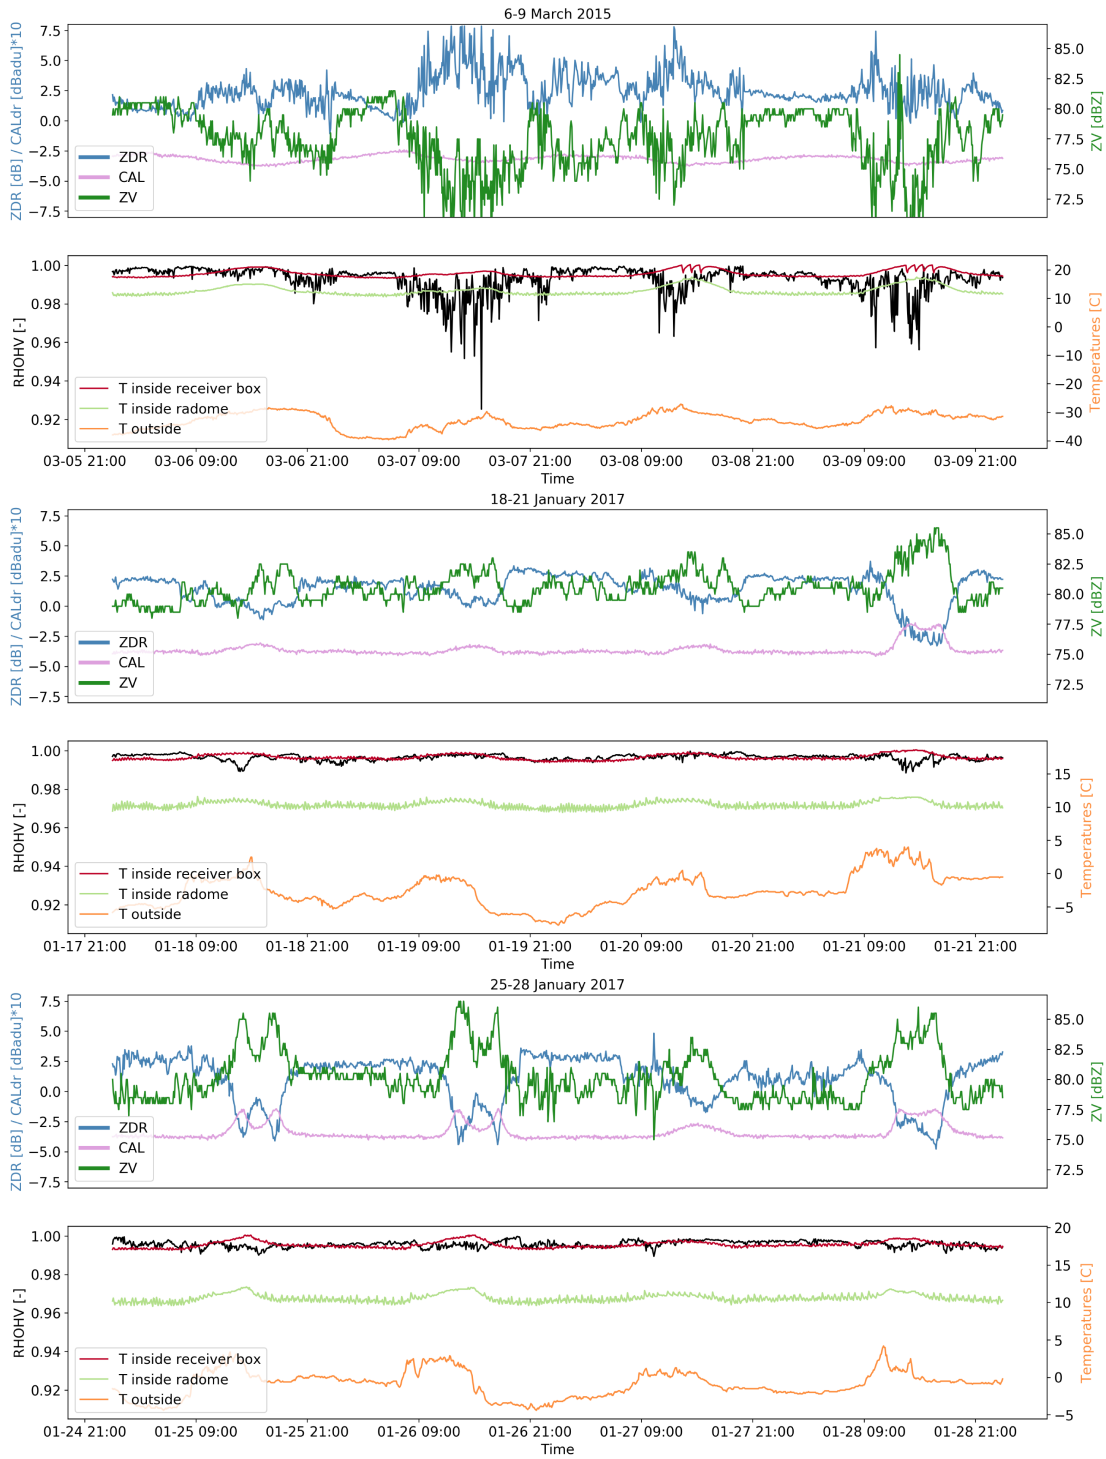 6-9 March 2015
ZDR [dB] / CALdr [dBadu]*10
7.5
5.0
2.5
0.0
−2.5
−5.0
−7.5
ZDR
CAL
ZV
85.0
82.5
80.0
77.5
75.0
72.5
ZV [dBZ]
RHOHV [-]
1.00
0.98
0.96
0.94
0.92
T inside receiver box
T inside radome
T outside
20
10
0
−10
−20
−30
−40
Temperatures [C]
03-05 21:00 03-06 09:00 03-06 21:00 03-07 09:00 03-07 21:00 03-08 09:00 03-08 21:00 03-09 09:00 03-09 21:00
Time
18-21 January 2017
ZDR [dB] / CALdr [dBadu]*10
7.5
5.0
2.5
0.0
−2.5
−5.0
−7.5
ZDR
CAL
ZV
85.0
82.5
80.0
77.5
75.0
72.5
ZV [dBZ]
RHOHV [-]
1.00
0.98
0.96
0.94
0.92
T inside receiver box
T inside radome
T outside
15
10
5
0
−5
Temperatures [C]
01-17 21:00 01-18 09:00 01-18 21:00 01-19 09:00 01-19 21:00 01-20 09:00 01-20 21:00 01-21 09:00 01-21 21:00
Time
25-28 January 2017
ZDR [dB] / CALdr [dBadu]*10
7.5
5.0
2.5
0.0
−2.5
−5.0
−7.5
ZDR
CAL
ZV
85.0
82.5
80.0
77.5
75.0
72.5
ZV [dBZ]
RHOHV [-]
1.00
0.98
0.96
0.94
0.92
T inside receiver box
T inside radome
T outside
20
15
10
5
0
−5
Temperatures [C]
01-24 21:00 01-25 09:00 01-25 21:00 01-26 09:00 01-26 21:00 01-27 09:00 01-27 21:00 01-28 09:00 01-28 21:00
Time